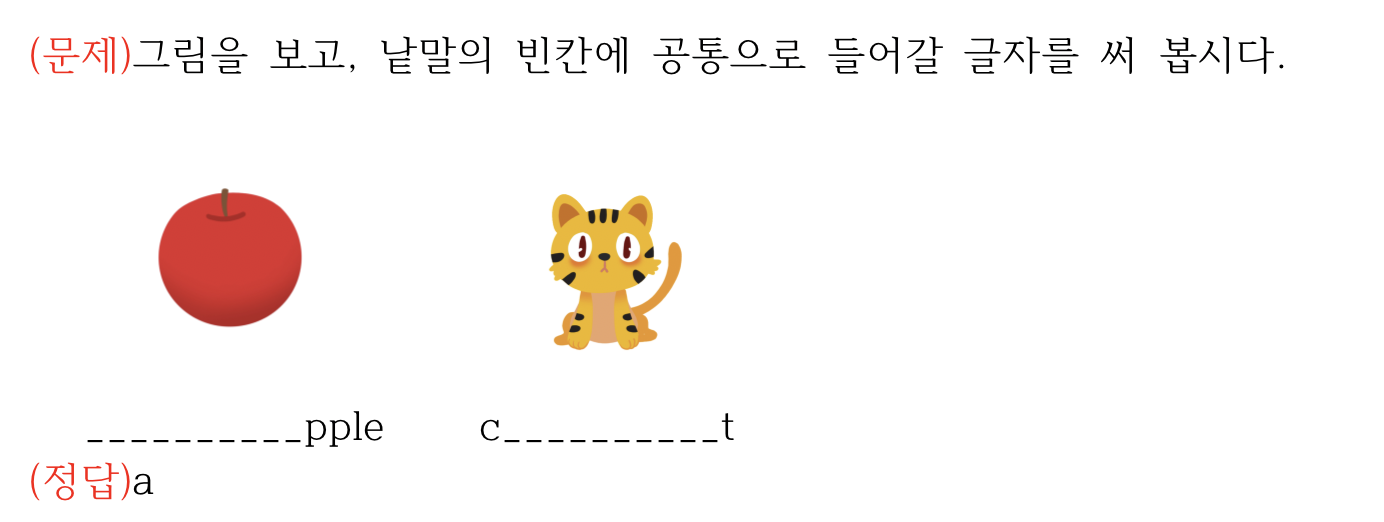 (문제)그림을 보고, 낱말의 빈칸에 공통으로 들어갈 글자를 써 봅시다.
__________pple c__________t
(정답)a